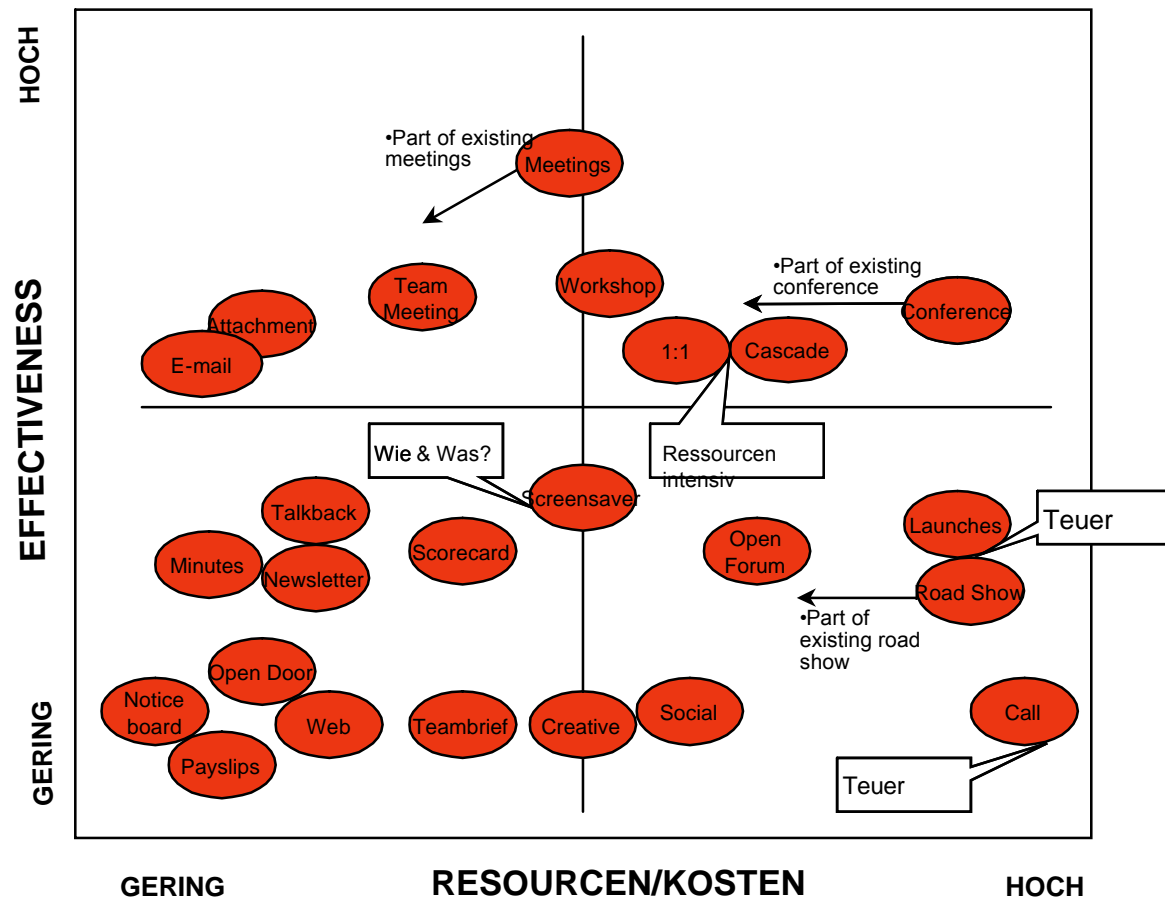 HOCH
•Part of existing
meetings
Meetings
Workshop
•Part of existing
conference
Team
Meeting
Conference
Attachment
E-mail
1:1
Cascade
EFFECTIVENESS
Wie & Was?
Ressourcen
intensiv
Screensaver
Talkback
Launches
Teuer
Minutes
Newsletter
Scorecard
Open
Forum
Road Show
•Part of
existing road
show
Open Door
Notice
board
Web
Teambrief
Creative
Social
Call
Payslips
Teuer
GERING
GERING
RESOURCEN/KOSTEN
HOCH